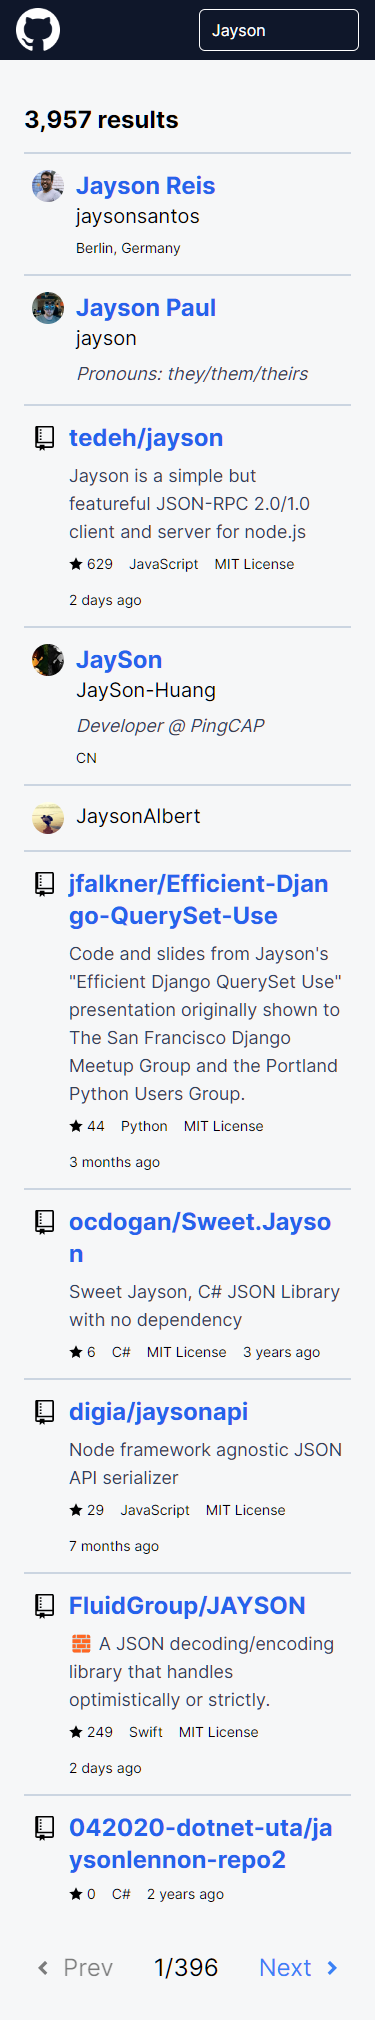 Jayson
3,957 results
Jayson Reis
jaysonsantos
Berlin, Germany
Jayson Paul
jayson
Pronouns: they/them/theirs
tedeh/jayson
Jayson is a simple but
featureful JSON-RPC 2.0/1.0
client and server for node.js
629 JavaScript MIT License
2 days ago
JaySon
JaySon-Huang
Developer @ PingCAP
CN
JaysonAlbert
jfalkner/Efficient-Djan
go-QuerySet-Use
Code and slides from Jayson's
"Efficient Django QuerySet Use"
presentation originally shown to
The San Francisco Django
Meetup Group and the Portland
Python Users Group.
44 Python MIT License
3 months ago
ocdogan/Sweet.Jayso
n
Sweet Jayson, C# JSON Library
with no dependency
6 C# MIT License 3 years ago
digia/jaysonapi
Node framework agnostic JSON
API serializer
29 JavaScript MIT License
7 months ago
FluidGroup/JAYSON
🧱 A JSON decoding/encoding
library that handles
optimistically or strictly.
249 Swift MIT License
2 days ago
042020-dotnet-uta/ja
ysonlennon-repo2
0 C# 2 years ago
Prev 1/396 Next